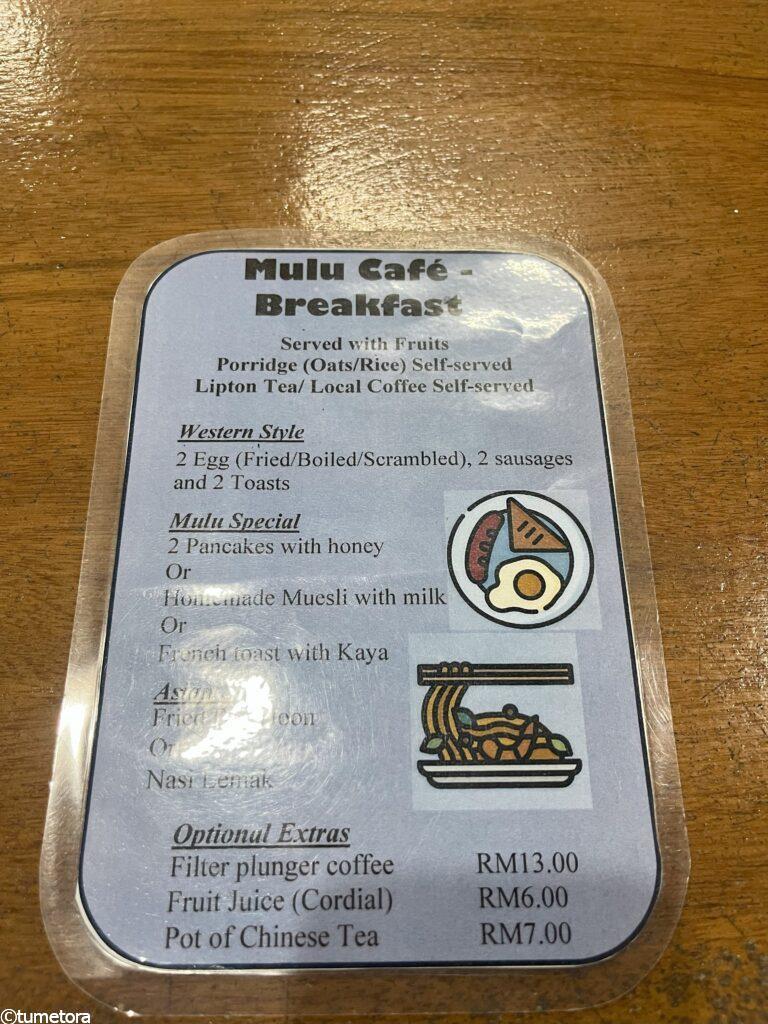 Mulu Café -
Breakfast
Served with Fruits
Porridge (Oats/Rice) Self-served
Lipton Tea/ Local Coffee Self-served
Western Style
2 Egg (Fried/Boiled/Scrambled), 2 sausages
and 2 Toasts
Mulu Special
2 Pancakes with honey
Or
Homemade Muesli with milk
Or
French toast with Kaya
Asian
Fried Hoon
Or
Nasi Lemak
Optional Extras
Filter plunger coffee RM13.00
Fruit Juice (Cordial) RM6.00
Pot of Chinese Tea RM7.00
©tumetora